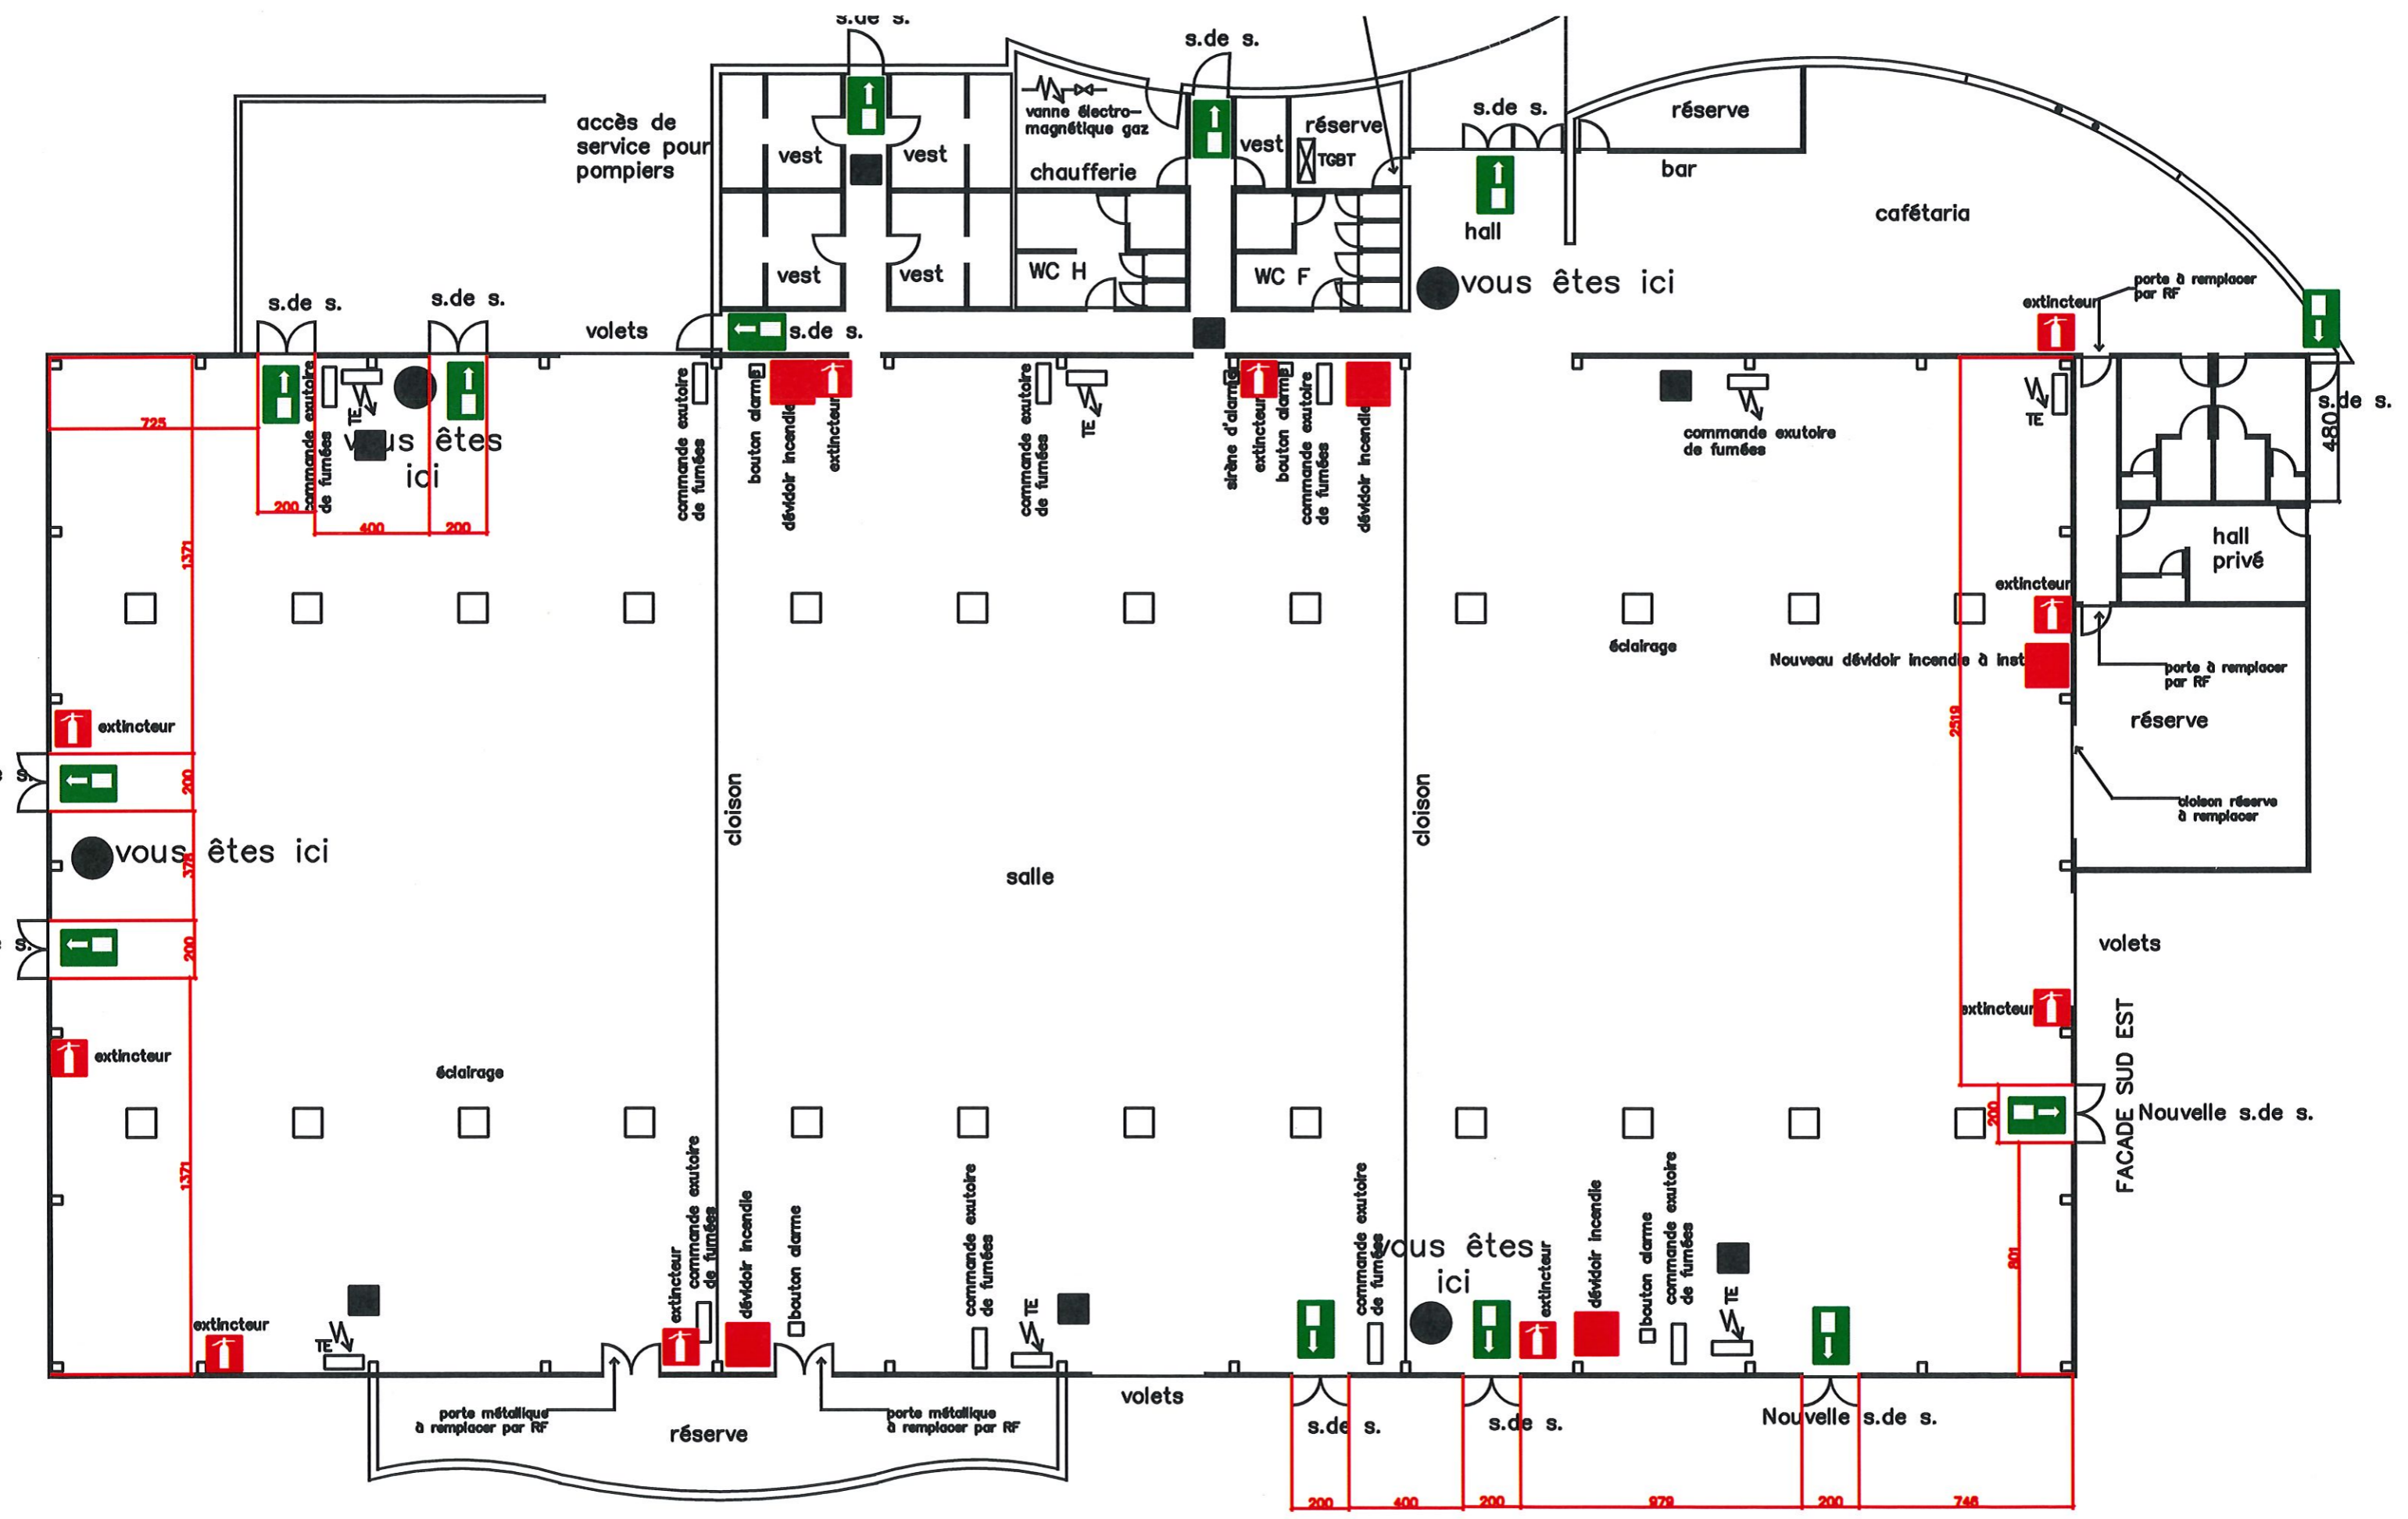 s.de s.
s.de s.
accès de
service pour
pompiers
vest
vest
vest
vest
vanne électro-
magnétique gaz
chaufferie
WC H
vest
réserve
TGBT
WC F
s.de s.
hall
vous êtes ici
réserve
bar
cafétaria
s.de s.
s.de s.
volets
s.de s.
extincteur
porte à remplacer
par RF
s.de s.
480
725
200
400
200
commande exutoire
de fumées
TE
vous êtes
ici
commande exutoire
de fumées
bouton alarme
dévidoir incendie
extincteur
commande exutoire
de fumées
TE
sirène d'alarme
extincteur
bouton alarme
commande exutoire
de fumées
dévidoir incendie
commande exutoire
de fumées
TE
hall
privé
1371
extincteur
éclairage
Nouveau dévidoir incendie à inst
porte à remplacer
par RF
réserve
2519
extincteur
s.
200
cloison
cloison
cloison réserve
à remplacer
vous êtes ici
378
salle
s.
200
volets
extincteur
FACADE SUD EST
extincteur
éclairage
200
Nouvelle s.de s.
1371
801
extincteur
TE
extincteur
commande exutoire
de fumées
dévidoir incendie
bouton alarme
commande exutoire
de fumées
TE
commande exutoire
de fumées
vous êtes
ici
extincteur
dévidoir incendie
bouton alarme
commande exutoire
de fumées
TE
porte métallique
à remplacer par RF
réserve
porte métallique
à remplacer par RF
volets
s.de s.
s.de s.
Nouvelle s.de s.
200
400
200
979
200
746